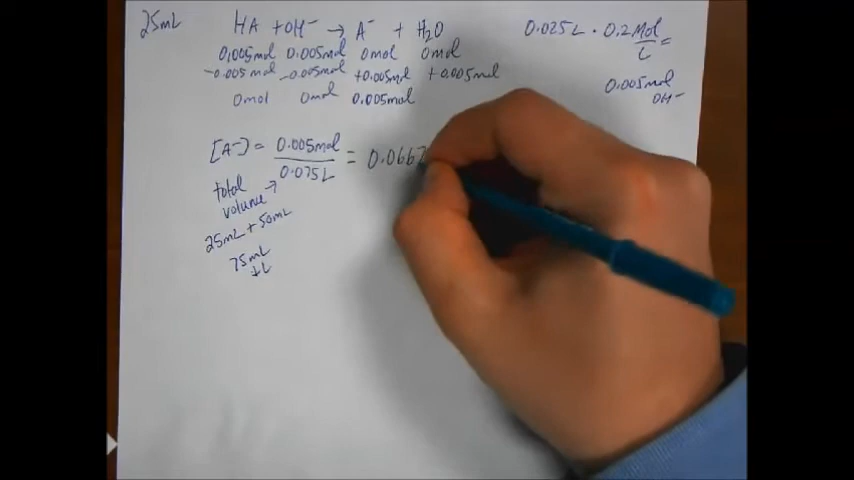 25mL
HA + OH⁻ → A⁻ + H₂O
0.005mol 0.005mol 0mol 0mol
-0.005mol -0.005mol +0.005mol +0.005mol
0mol 0mol 0.005mol
0.025L · 0.2 Mol/L =
0.005mol
OH⁻
[A⁻] = 0.005mol / 0.075L = 0.0667
total
volume →
25mL + 50mL
75mL
↓L